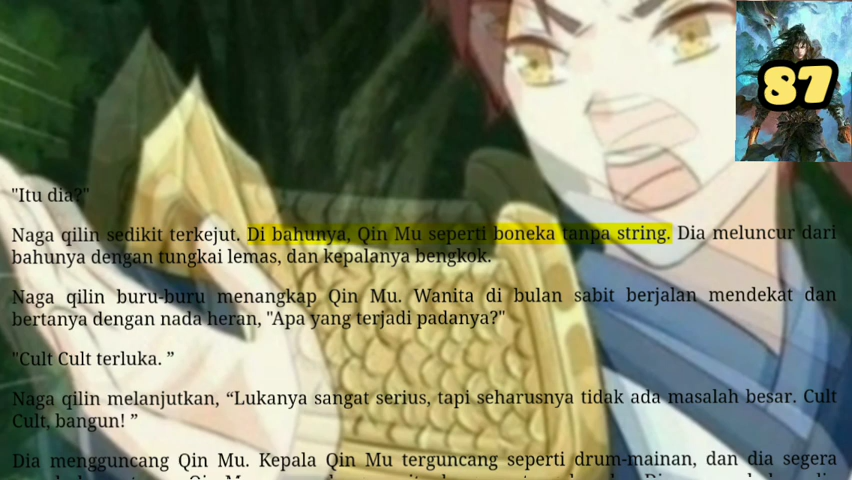 87
"Itu dia?"
Naga qilin sedikit terkejut. Di bahunya, Qin Mu seperti boneka tanpa string. Dia meluncur dari
bahunya dengan tungkai lemas, dan kepalanya bengkok.
Naga qilin buru-buru menangkap Qin Mu. Wanita di bulan sabit berjalan mendekat dan
bertanya dengan nada heran, "Apa yang terjadi padanya?"
"Cult Cult terluka. ”
Naga qilin melanjutkan, “Lukanya sangat serius, tapi seharusnya tidak ada masalah besar. Cult
Cult, bangun! ”
Dia mengguncang Qin Mu. Kepala Qin Mu terguncang seperti drum-mainan, dan dia segera